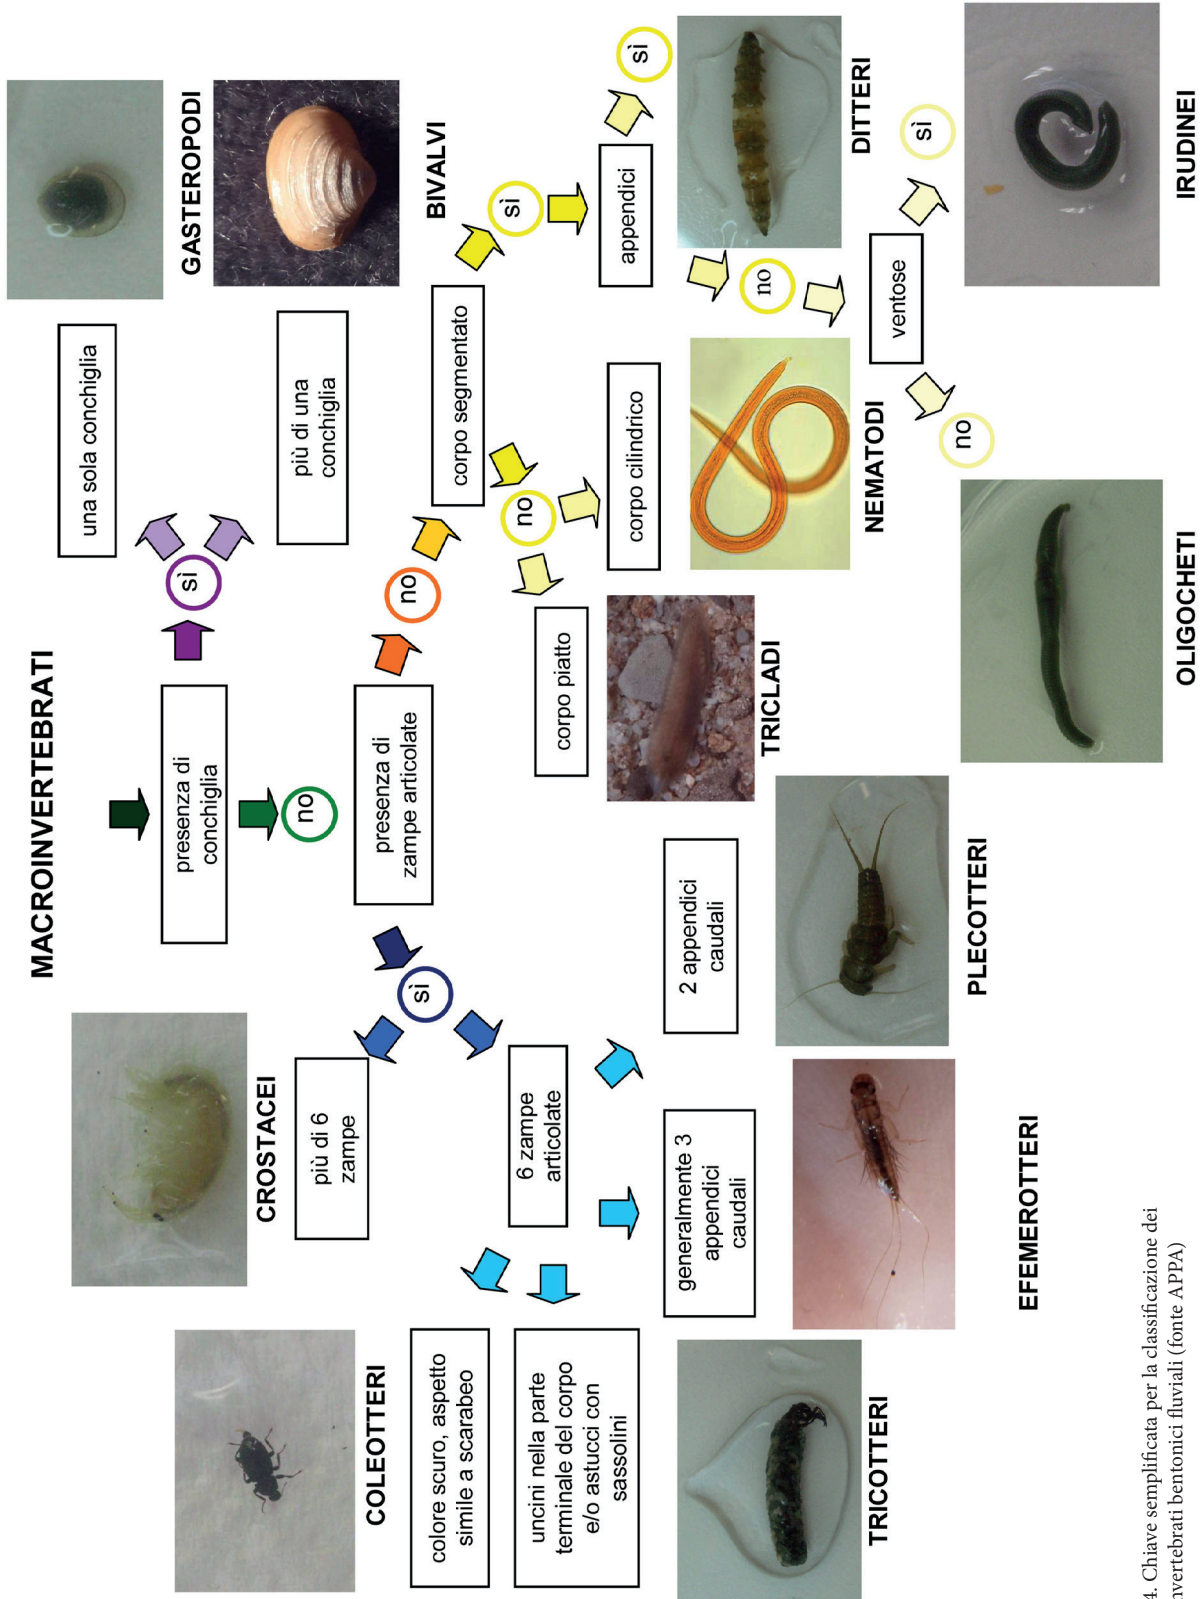 MACROINVERTEBRATI
presenza di
conchiglia
sì
una sola conchiglia
GASTEROPODI
più di una
conchiglia
BIVALVI
no
presenza di
zampe articolate
no
corpo segmentato
sì
appendici
sì
DITTERI
no
ventose
sì
IRUDINEI
no
OLIGOCHETI
no
corpo cilindrico
NEMATODI
corpo piatto
TRICLADI
sì
più di 6
zampe
CROSTACEI
6 zampe
articolate
2 appendici
caudali
PLECOTTERI
generalmente 3
appendici
caudali
EFEMEROTTERI
colore scuro, aspetto
simile a scarabeo
COLEOTTERI
uncini nella parte
terminale del corpo
e/o astucci con
sassolini
TRICOTTERI
4. Chiave semplificata per la classificazione dei
nvertebrati bentonici fluviali (fonte APPA)